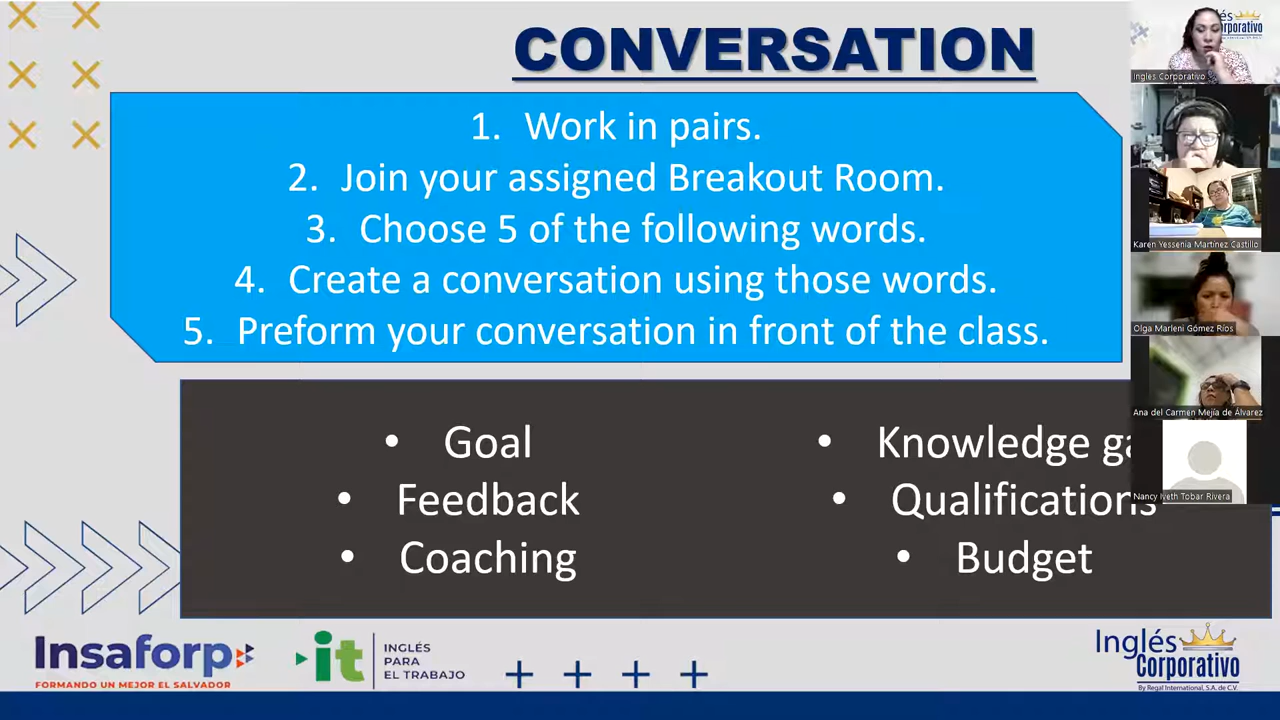 CONVERSATION
1. Work in pairs.
2. Join your assigned Breakout Room.
3. Choose 5 of the following words.
4. Create a conversation using those words.
5. Preform your conversation in front of the class.
• Goal
• Feedback
• Coaching
• Knowledge ga
• Qualifications
• Budget
Inglés Corporativo
Karen Yessenia Martínez Castillo
Olga Marleni Gómez Ríos
Ana del Carmen Mejía de Álvarez
Nancy Iveth Tobar Rivera
Insaforp
FORMANDO UN MEJOR EL SALVADOR
it
INGLÉS
PARA
EL TRABAJO
Inglés
Corporativo
By Regal International, S.A. de C.V.